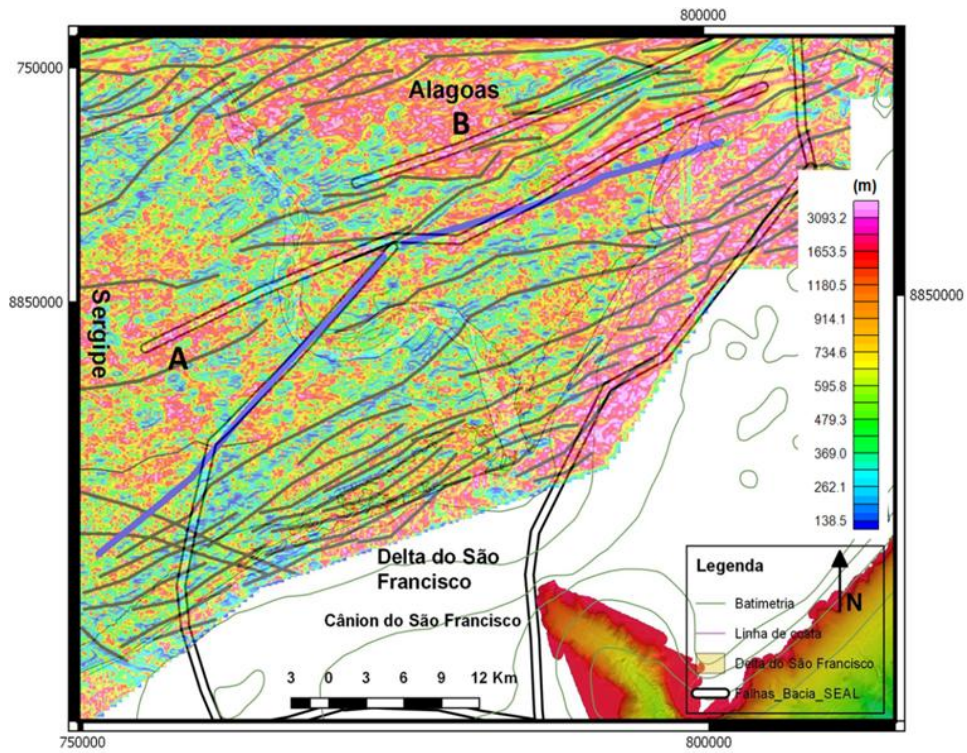 800000
750000
Alagoas
B
(m)
3093.2
1653.5
1180.5
914.1
734.6
595.8
479.3
369.0
262.1
138.5
8850000
8850000
Sergipe
A
Delta do São
Francisco
Cânion do São Francisco
3 0 3 6 9 12 Km
Legenda
N
Batimetria
Linha de costa
Delta do São Francisco
Falhas_Bacia_SEAL
750000
800000